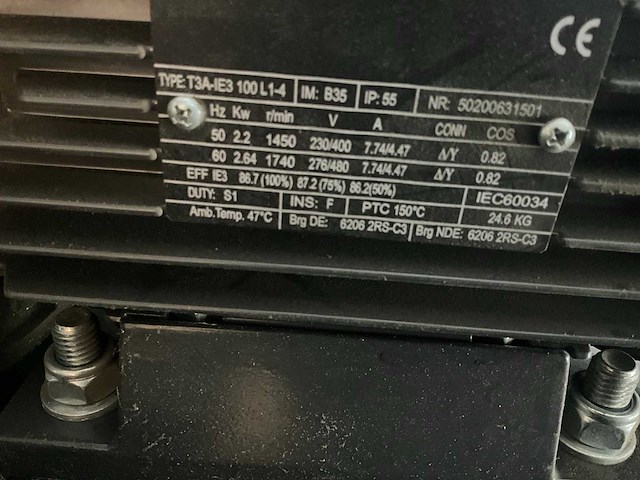 CE
TYPE: T3A-IE3 100 L1-4 IM: B35 IP: 55 NR: 50200631501
Hz Kw r/min V A CONN COS
50 2.2 1450 230/400 7.74/4.47 Δ/Y 0.82
60 2.64 1740 276/480 7.74/4.47 Δ/Y 0.82
EFF IE3 86.7(100%) 87.2(75%) 86.2(50%)
DUTY: S1 INS: F PTC 150°C IEC60034
Amb.Temp. 47°C Brg DE: 6206 2RS-C3 Brg NDE: 6206 2RS-C3 24.6 KG